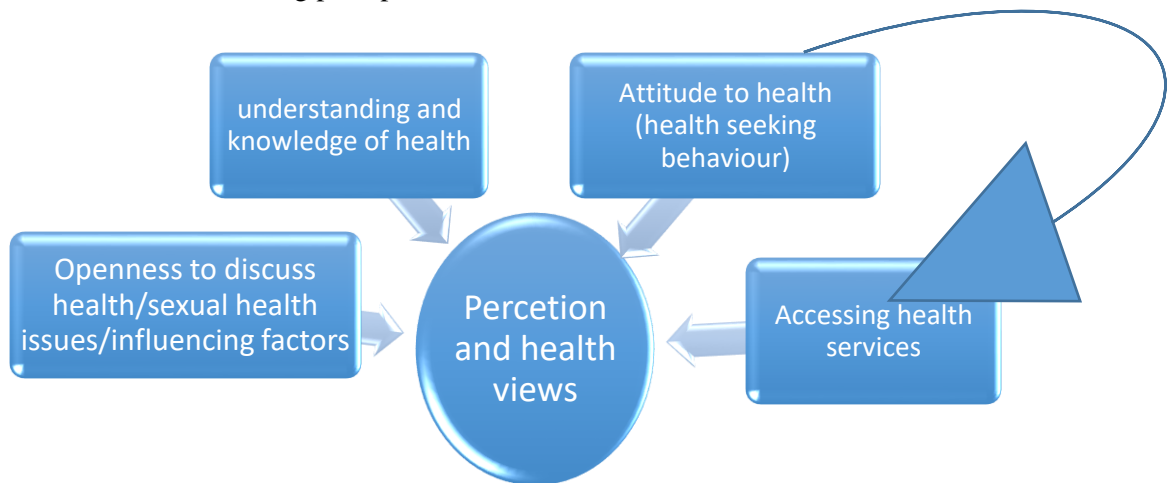 understanding and
knowledge of health
Attitude to health
(health seeking
behaviour)
Openness to discuss
health/sexual health
issues/influencing factors
Percetion
and health
views
Accessing health
services